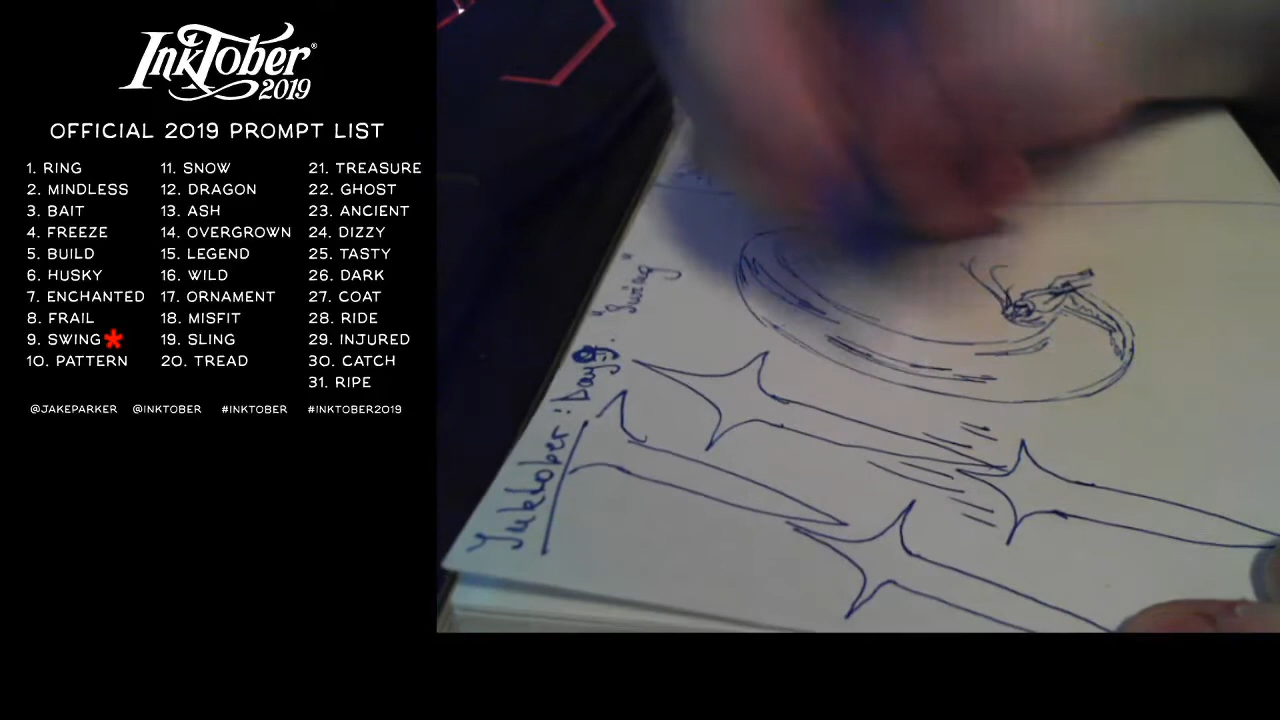 INKTOBER®
2019
OFFICIAL 2019 PROMPT LIST
1. RING
2. MINDLESS
3. BAIT
4. FREEZE
5. BUILD
6. HUSKY
7. ENCHANTED
8. FRAIL
9. SWING*
10. PATTERN
11. SNOW
12. DRAGON
13. ASH
14. OVERGROWN
15. LEGEND
16. WILD
17. ORNAMENT
18. MISFIT
19. SLING
20. TREAD
21. TREASURE
22. GHOST
23. ANCIENT
24. DIZZY
25. TASTY
26. DARK
27. COAT
28. RIDE
29. INJURED
30. CATCH
31. RIPE
@JAKEPARKER @INKTOBER #INKTOBER #INKTOBER2019
Inktober: Day 9. "Swing"